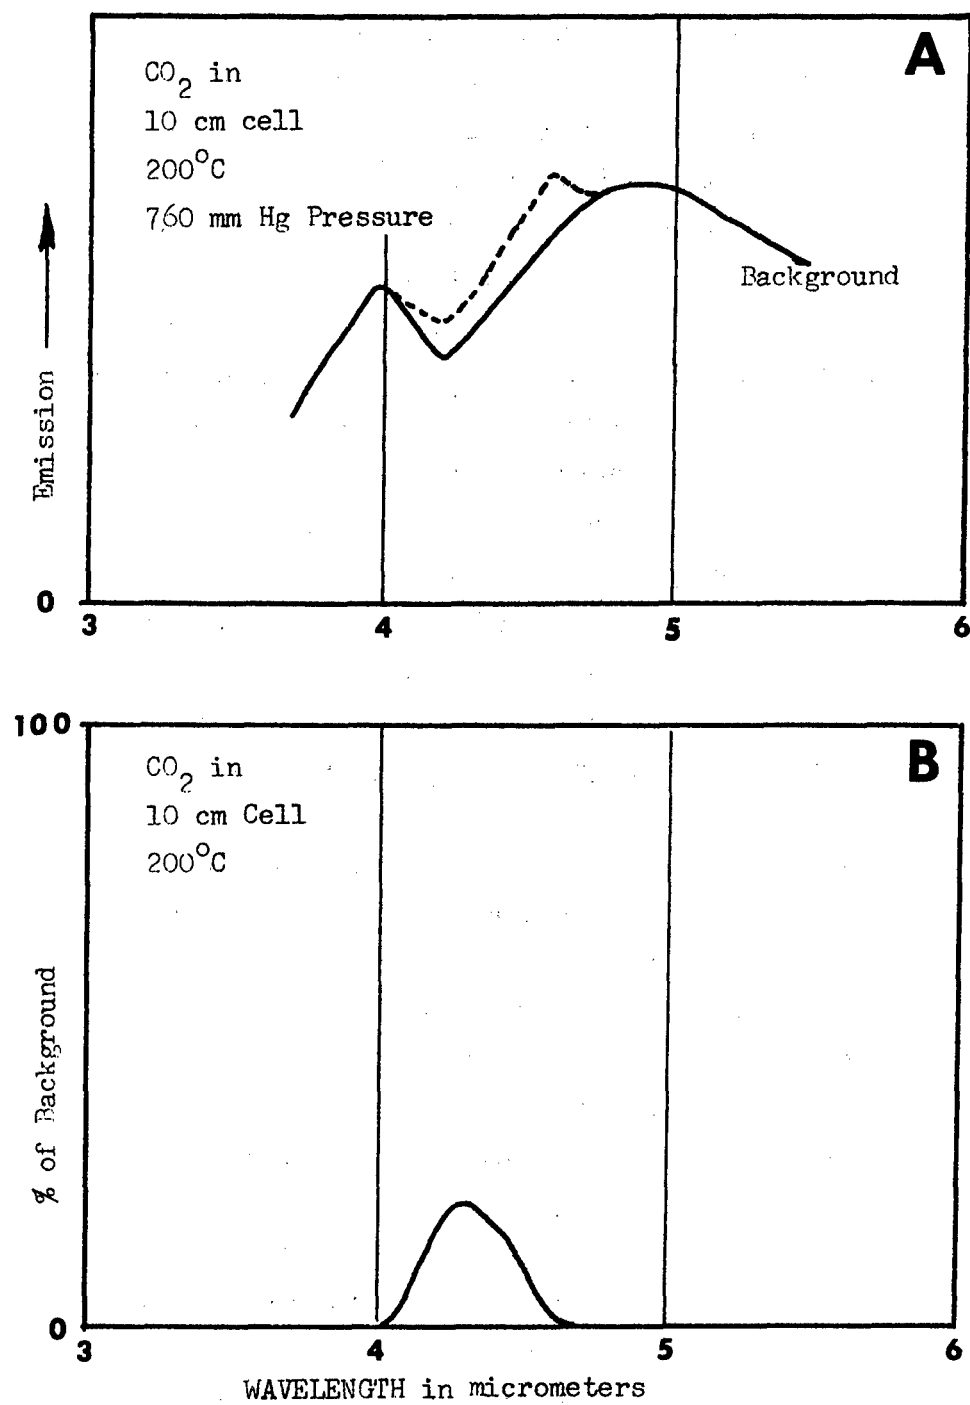 A
CO2 in
10 cm cell
200°C
760 mm Hg Pressure
Background
Emission
0
3 4 5 6
100
B
CO2 in
10 cm Cell
200°C
% of Background
0
3 4 5 6
WAVELENGTH in micrometers